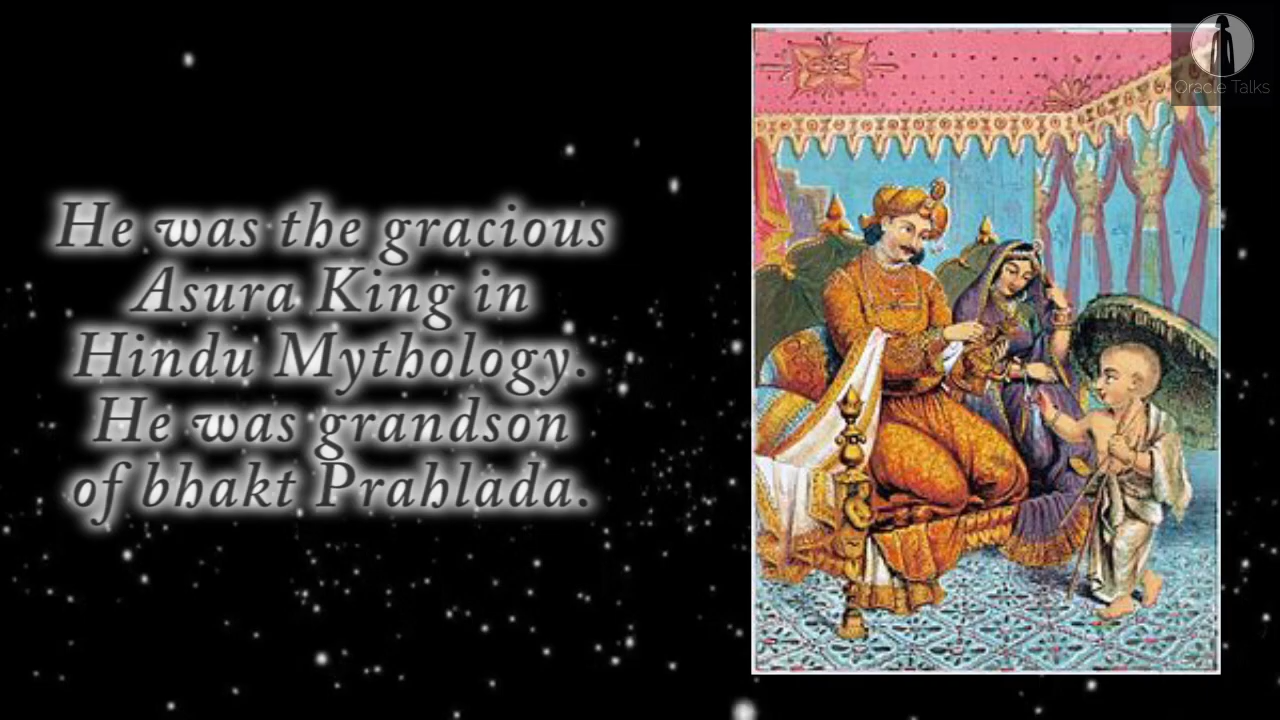 He was the gracious
Asura King in
Hindu Mythology.
He was grandson
of bhakt Prahlada.
Oracle Talks